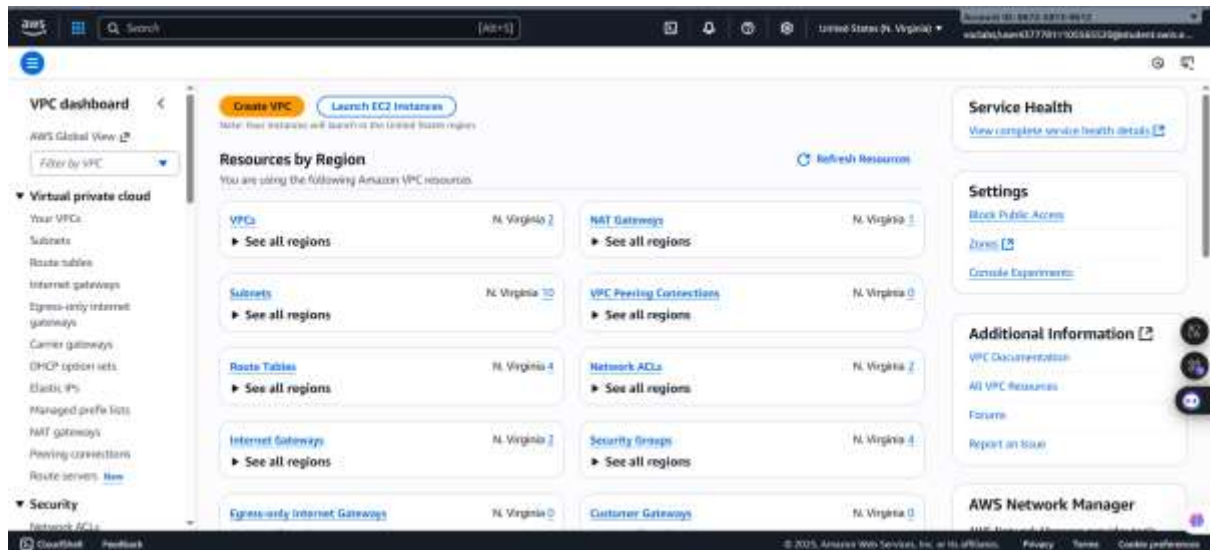 aws
Search
[Alt+S]
United States (N. Virginia)
VPC dashboard
AWS Global View
Filter by VPC
Virtual private cloud
Your VPCs
Subnets
Route tables
Internet gateways
Egress-only internet
gateways
Carrier gateways
DHCP option sets
Elastic IPs
Managed prefix lists
NAT gateways
Peering connections
Route servers New
Security
Network ACLs
Create VPC
Launch EC2 Instances
Note: Your Instances will launch in the United States region.
Resources by Region
Refresh Resources
You are using the following Amazon VPC resources
VPCs
N. Virginia 2
See all regions
NAT Gateways
N. Virginia 1
See all regions
Subnets
N. Virginia 10
See all regions
VPC Peering Connections
N. Virginia 0
See all regions
Route Tables
N. Virginia 4
See all regions
Network ACLs
N. Virginia 2
See all regions
Internet Gateways
N. Virginia 2
See all regions
Security Groups
N. Virginia 4
See all regions
Egress-only Internet Gateways
N. Virginia 0
Customer Gateways
N. Virginia 0
Service Health
View complete service health details
Settings
Block Public Access
Zones
Console Experiments
Additional Information
VPC Documentation
All VPC Resources
Forums
Report an Issue
AWS Network Manager
CloudShell
Feedback
© 2025, Amazon Web Services, Inc. or its affiliates.
Privacy
Terms
Cookie preferences